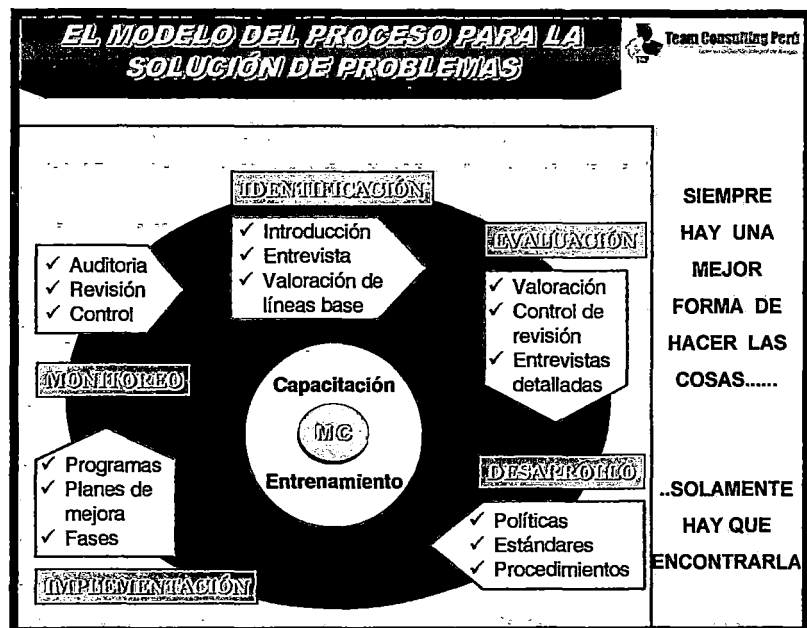 EL MODELO DEL PROCESO PARA LA
SOLUCIÓN DE PROBLEMAS
Team Consulting Perú
IDENTIFICACIÓN
✓ Introducción
✓ Entrevista
✓ Valoración de
líneas base
EVALUACIÓN
✓ Valoración
✓ Control de
revisión
✓ Entrevistas
detalladas
DESARROLLO
✓ Políticas
✓ Estándares
✓ Procedimientos
IMPLEMENTACIÓN
✓ Programas
✓ Planes de
mejora
✓ Fases
MONITOREO
✓ Auditoria
✓ Revisión
✓ Control
Capacitación
MC
Entrenamiento
SIEMPRE
HAY UNA
MEJOR
FORMA DE
HACER LAS
COSAS......
..SOLAMENTE
HAY QUE
ENCONTRARLA